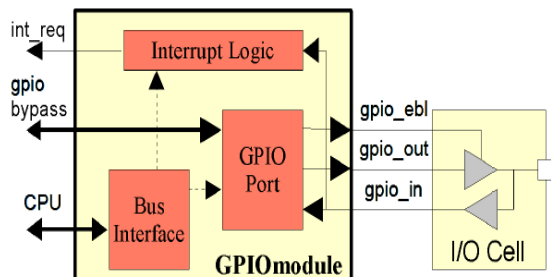 int_req
gpio
bypass
CPU
Interrupt Logic
GPIO
Port
Bus
Interface
GPIOmodule
gpio_ebl
gpio_out
gpio_in
I/O Cell